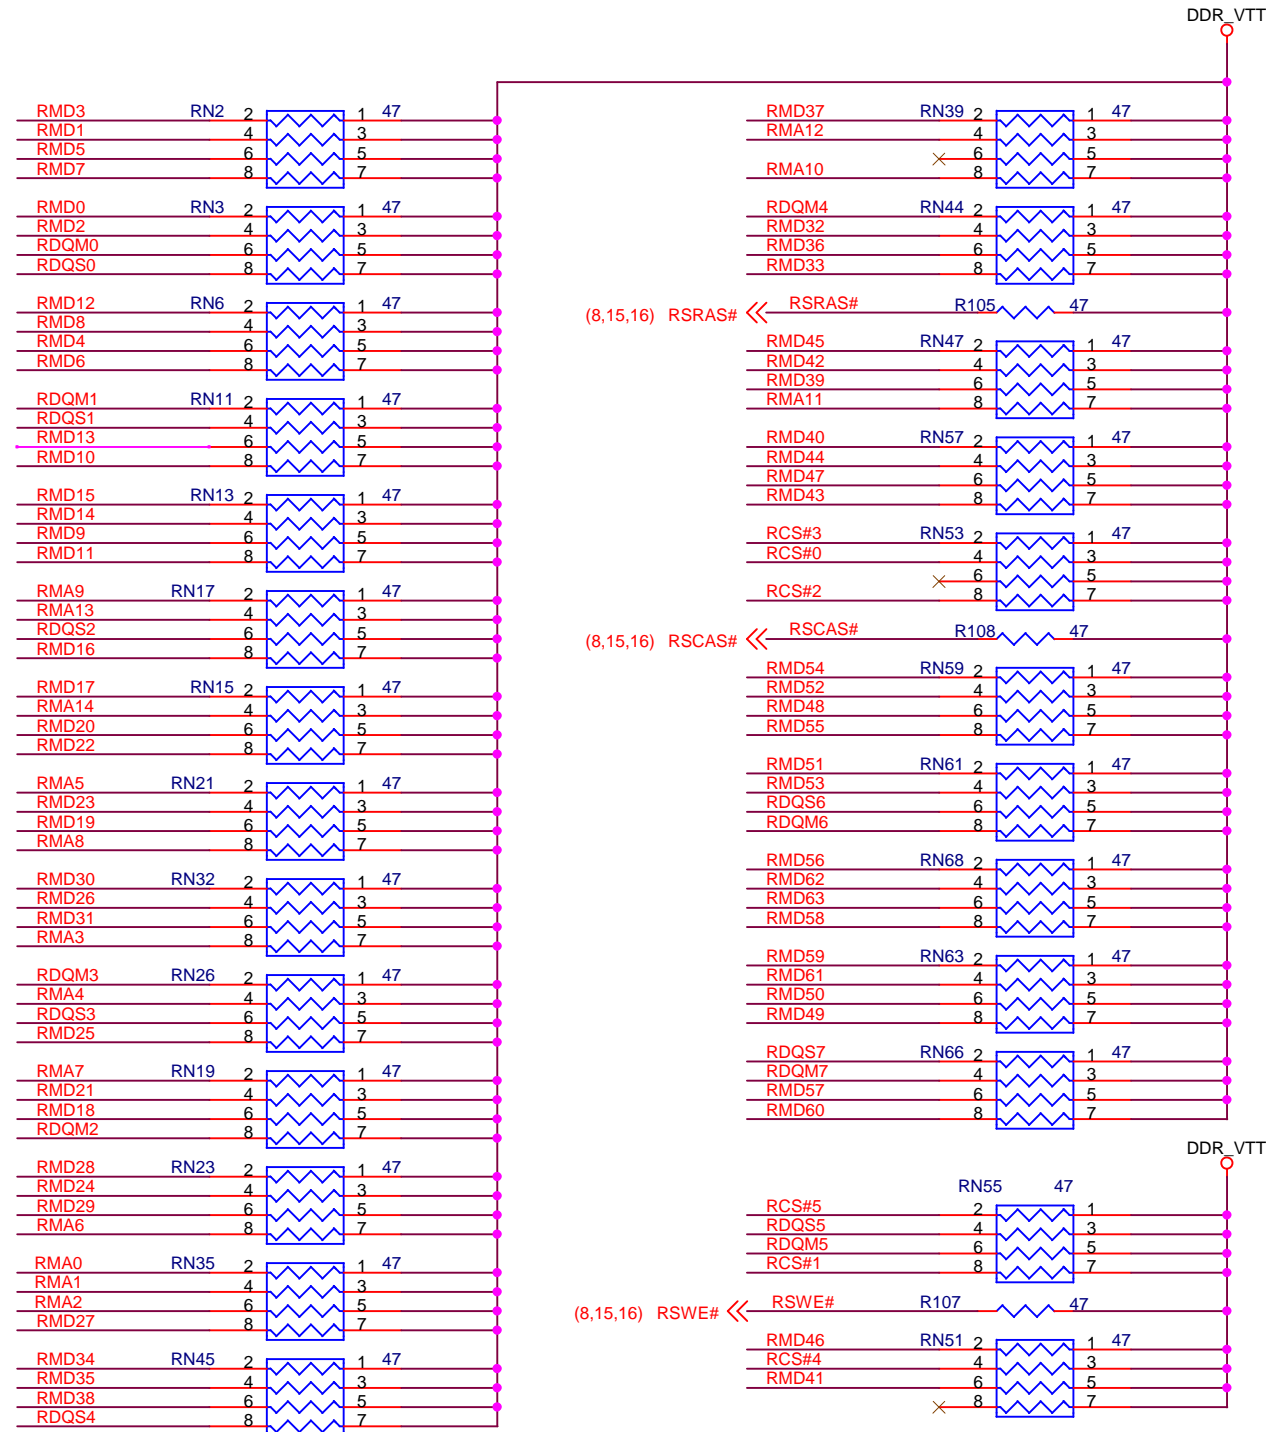 DDR_VTT
RMD3 RN2 2 1 47
RMD1 4 3
RMD5 6 5
RMD7 8 7
RMD0 RN3 2 1 47
RMD2 4 3
RDQM0 6 5
RDQS0 8 7
RMD12 RN6 2 1 47
RMD8 4 3
RMD4 6 5
RMD6 8 7
RDQM1 RN11 2 1 47
RDQS1 4 3
RMD13 6 5
RMD10 8 7
RMD15 RN13 2 1 47
RMD14 4 3
RMD9 6 5
RMD11 8 7
RMA9 RN17 2 1 47
RMA13 4 3
RDQS2 6 5
RMD16 8 7
RMD17 RN15 2 1 47
RMA14 4 3
RMD20 6 5
RMD22 8 7
RMA5 RN21 2 1 47
RMD23 4 3
RMD19 6 5
RMA8 8 7
RMD30 RN32 2 1 47
RMD26 4 3
RMD31 6 5
RMA3 8 7
RDQM3 RN26 2 1 47
RMA4 4 3
RDQS3 6 5
RMD25 8 7
RMA7 RN19 2 1 47
RMD21 4 3
RMD18 6 5
RDQM2 8 7
RMD28 RN23 2 1 47
RMD24 4 3
RMD29 6 5
RMA6 8 7
RMA0 RN35 2 1 47
RMA1 4 3
RMA2 6 5
RMD27 8 7
RMD34 RN45 2 1 47
RMD35 4 3
RMD38 6 5
RDQS4 8 7
RMD37 RN39 2 1 47
RMA12 4 3
6 5
RMA10 8 7
RDQM4 RN44 2 1 47
RMD32 4 3
RMD36 6 5
RMD33 8 7
(8,15,16) RSRAS# RSRAS# R105 47
RMD45 RN47 2 1 47
RMD42 4 3
RMD39 6 5
RMA11 8 7
RMD40 RN57 2 1 47
RMD44 4 3
RMD47 6 5
RMD43 8 7
RCS#3 RN53 2 1 47
RCS#0 4 3
6 5
RCS#2 8 7
(8,15,16) RSCAS# RSCAS# R108 47
RMD54 RN59 2 1 47
RMD52 4 3
RMD48 6 5
RMD55 8 7
RMD51 RN61 2 1 47
RMD53 4 3
RDQS6 6 5
RDQM6 8 7
RMD56 RN68 2 1 47
RMD62 4 3
RMD63 6 5
RMD58 8 7
RMD59 RN63 2 1 47
RMD61 4 3
RMD50 6 5
RMD49 8 7
RDQS7 RN66 2 1 47
RDQM7 4 3
RMD57 6 5
RMD60 8 7
DDR_VTT
RN55 47
RCS#5 2 1
RDQS5 4 3
RDQM5 6 5
RCS#1 8 7
(8,15,16) RSWE# RSWE# R107 47
RMD46 RN51 2 1 47
RCS#4 4 3
RMD41 6 5
8 7